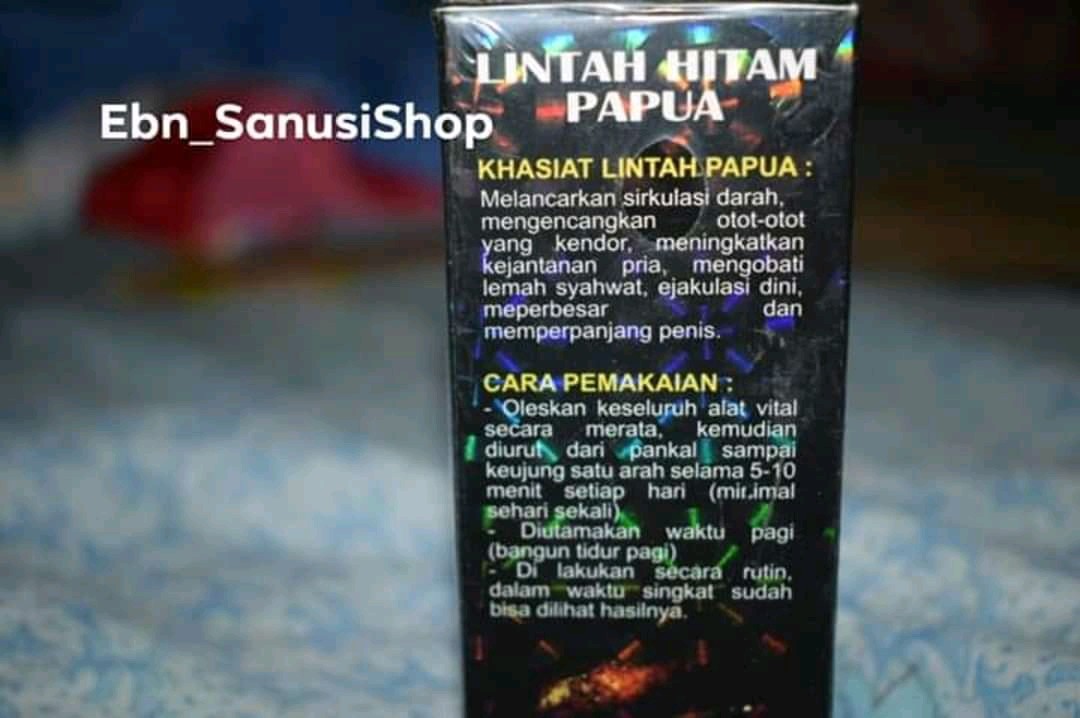 LINTAH HITAM
PAPUA
Ebn_SanusiShop
KHASIAT LINTAH PAPUA :
Melancarkan sirkulasi darah,
mengencangkan otot-otot
yang kendor, meningkatkan
kejantanan pria, mengobati
lemah syahwat, ejakulasi dini,
meperbesar dan
memperpanjang penis.
CARA PEMAKAIAN :
- Oleskan keseluruh alat vital
secara merata, kemudian
diurut dari pankal sampai
keujung satu arah selama 5-10
menit setiap hari (minimal
sehari sekali)
- Diutamakan waktu pagi
(bangun tidur pagi)
- Di lakukan secara rutin,
dalam waktu singkat sudah
bisa dilihat hasilnya.